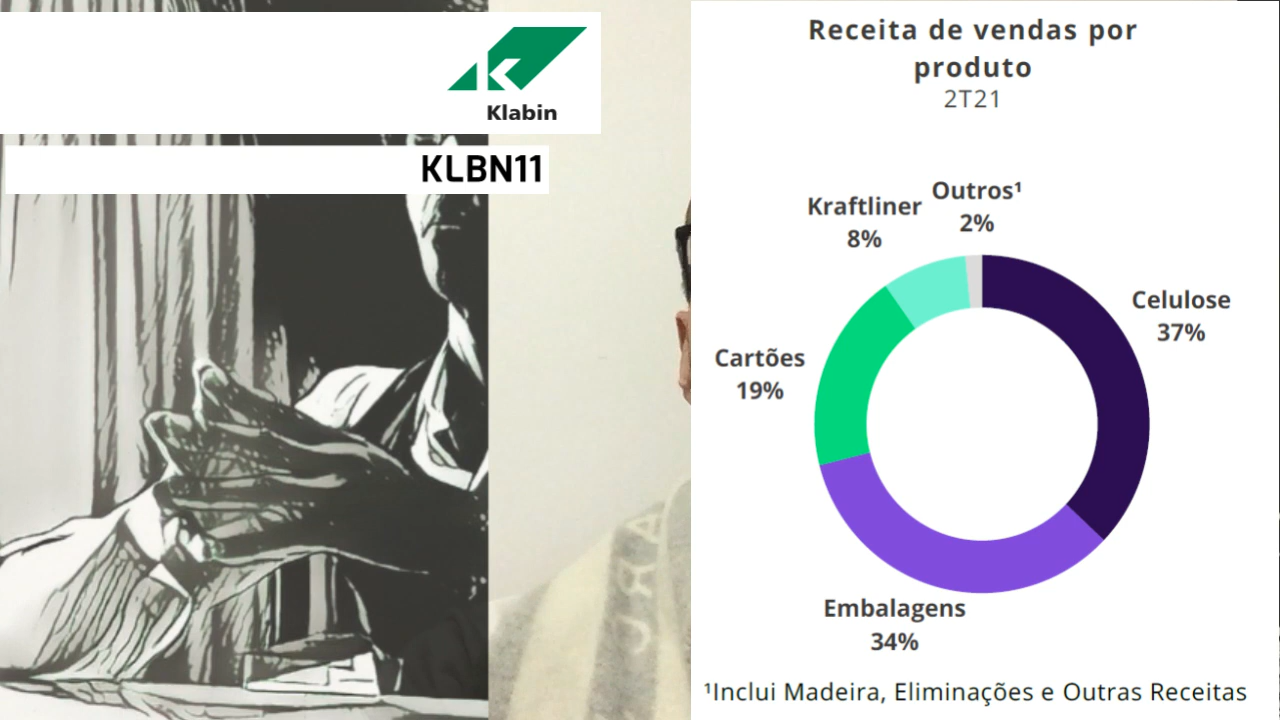 Klabin
KLBN11
Receita de vendas por
produto
2T21
Outros¹
2%
Kraftliner
8%
Celulose
37%
Cartões
19%
Embalagens
34%
¹Inclui Madeira, Eliminações e Outras Receitas